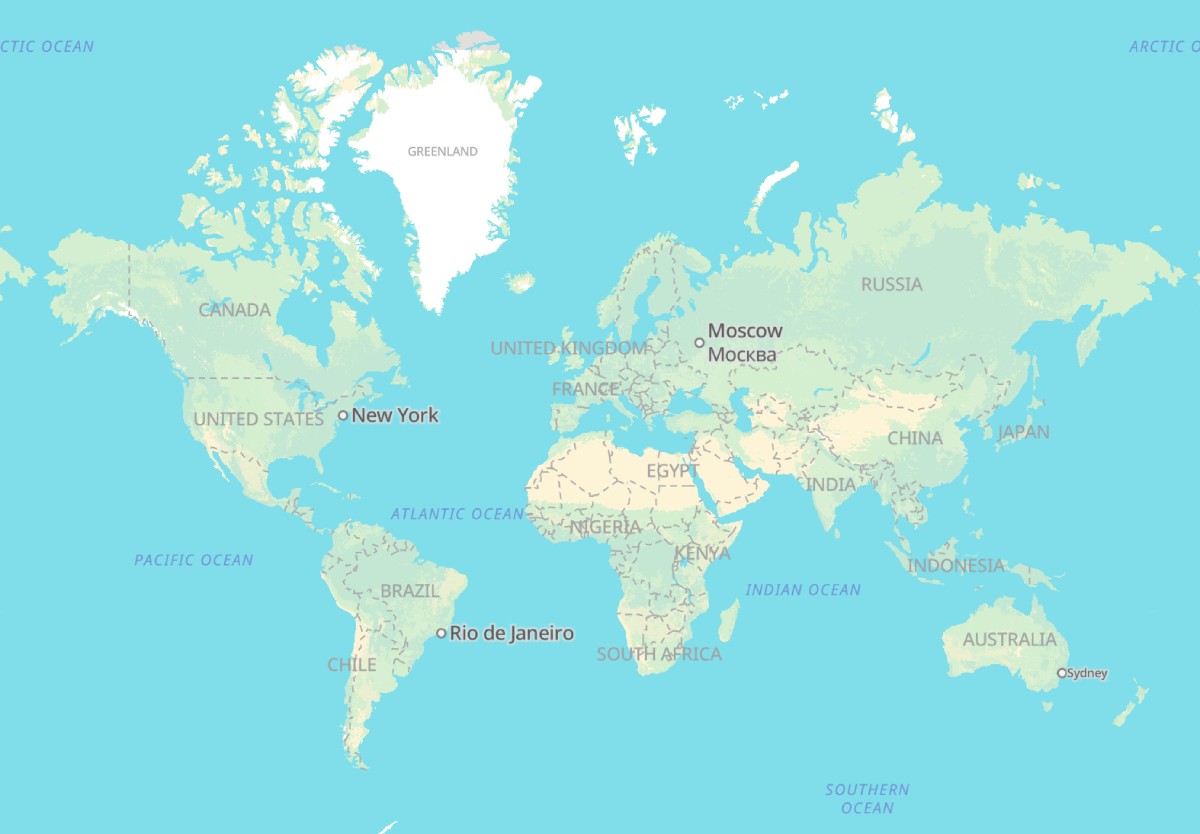 CTIC OCEAN
ARCTIC O
GREENLAND
RUSSIA
CANADA
Moscow
Москва
UNITED KINGDOM
FRANCE
UNITED STATES
New York
JAPAN
CHINA
EGYPT
INDIA
ATLANTIC OCEAN
NIGERIA
KENYA
PACIFIC OCEAN
INDONESIA
BRAZIL
INDIAN OCEAN
Rio de Janeiro
AUSTRALIA
SOUTH AFRICA
CHILE
Sydney
SOUTHERN
OCEAN